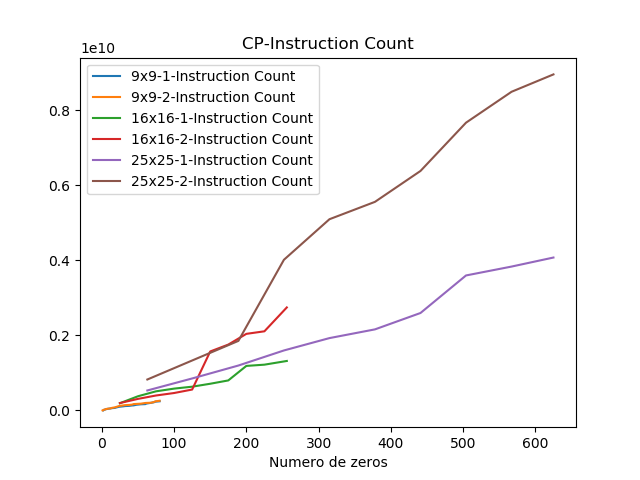 CP-Instruction Count
1e10
9x9-1-Instruction Count
9x9-2-Instruction Count
16x16-1-Instruction Count
16x16-2-Instruction Count
25x25-1-Instruction Count
25x25-2-Instruction Count
0.8
0.6
0.4
0.2
0.0
0 100 200 300 400 500 600
Numero de zeros